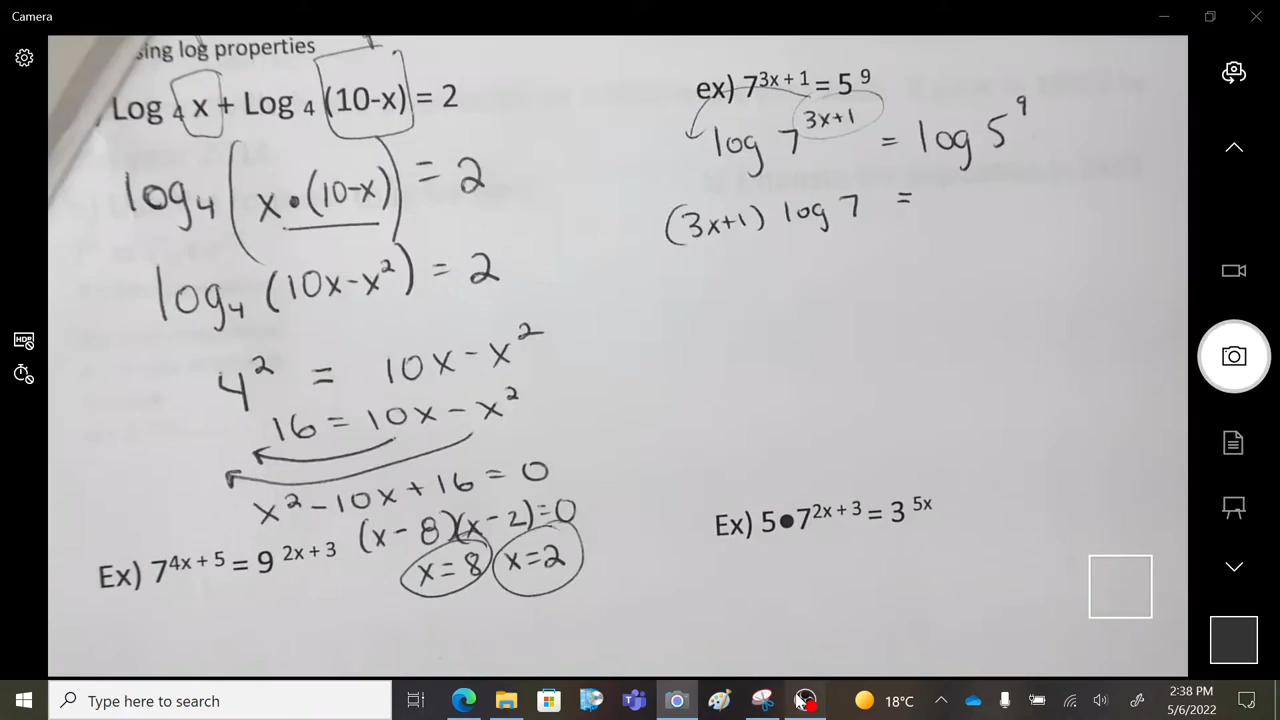 Camera
sing log properties
Log ₄ x + Log ₄ (10-x) = 2
log₄ (x • (10-x)) = 2
log₄ (10x-x²) = 2
4² = 10x - x²
16 = 10x - x²
x² - 10x + 16 = 0
(x - 8)(x - 2) = 0
x = 8 x = 2
Ex) 7^(4x + 5) = 9^(2x + 3)
ex) 7^(3x + 1) = 5^9
log 7^(3x+1) = log 5^9
(3x+1) log 7 =
Ex) 5●7^(2x + 3) = 3^(5x)
HDR
Type here to search
18°C
2:38 PM
5/6/2022